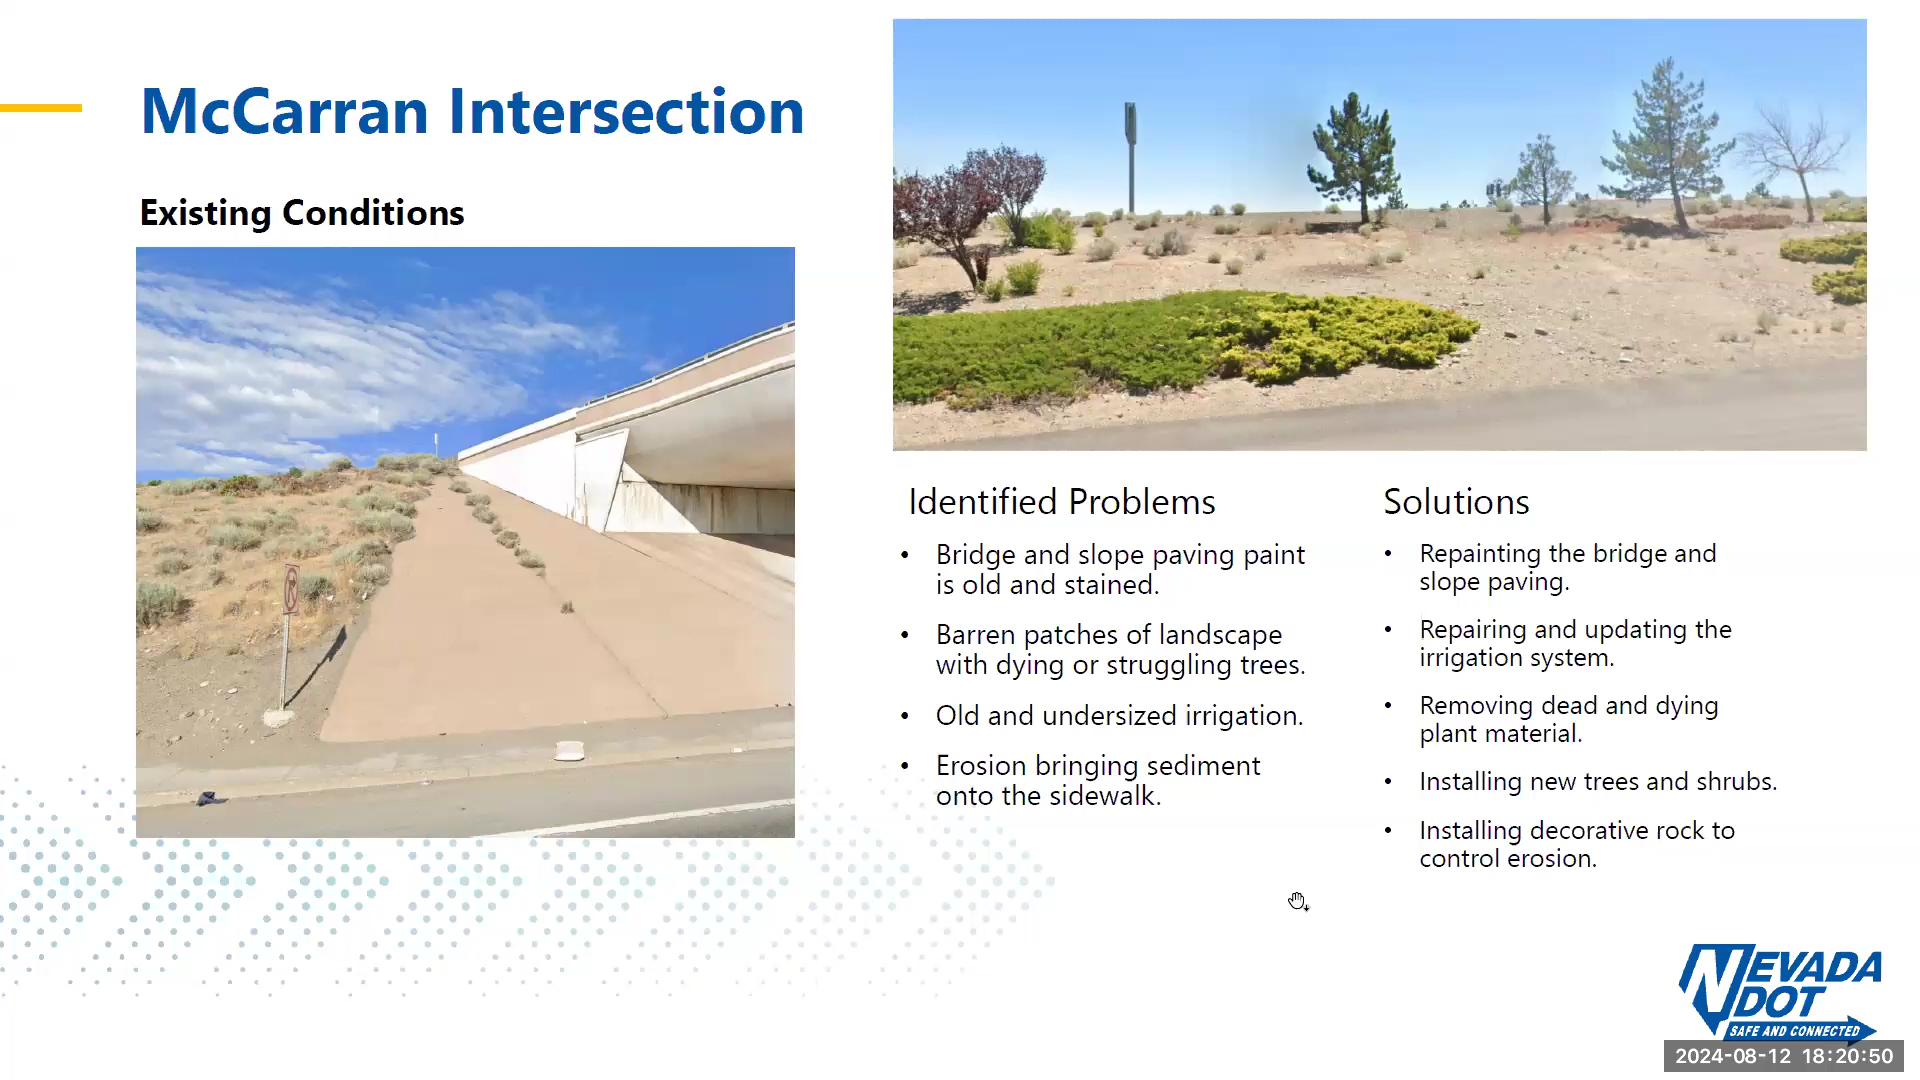 McCarran Intersection
Existing Conditions
Identified Problems
• Bridge and slope paving paint
is old and stained.
• Barren patches of landscape
with dying or struggling trees.
• Old and undersized irrigation.
• Erosion bringing sediment
onto the sidewalk.
Solutions
• Repainting the bridge and
slope paving.
• Repairing and updating the
irrigation system.
• Removing dead and dying
plant material.
• Installing new trees and shrubs.
• Installing decorative rock to
control erosion.
NEVADA
DOT
SAFE AND CONNECTED
2024-08-12 18:20:50